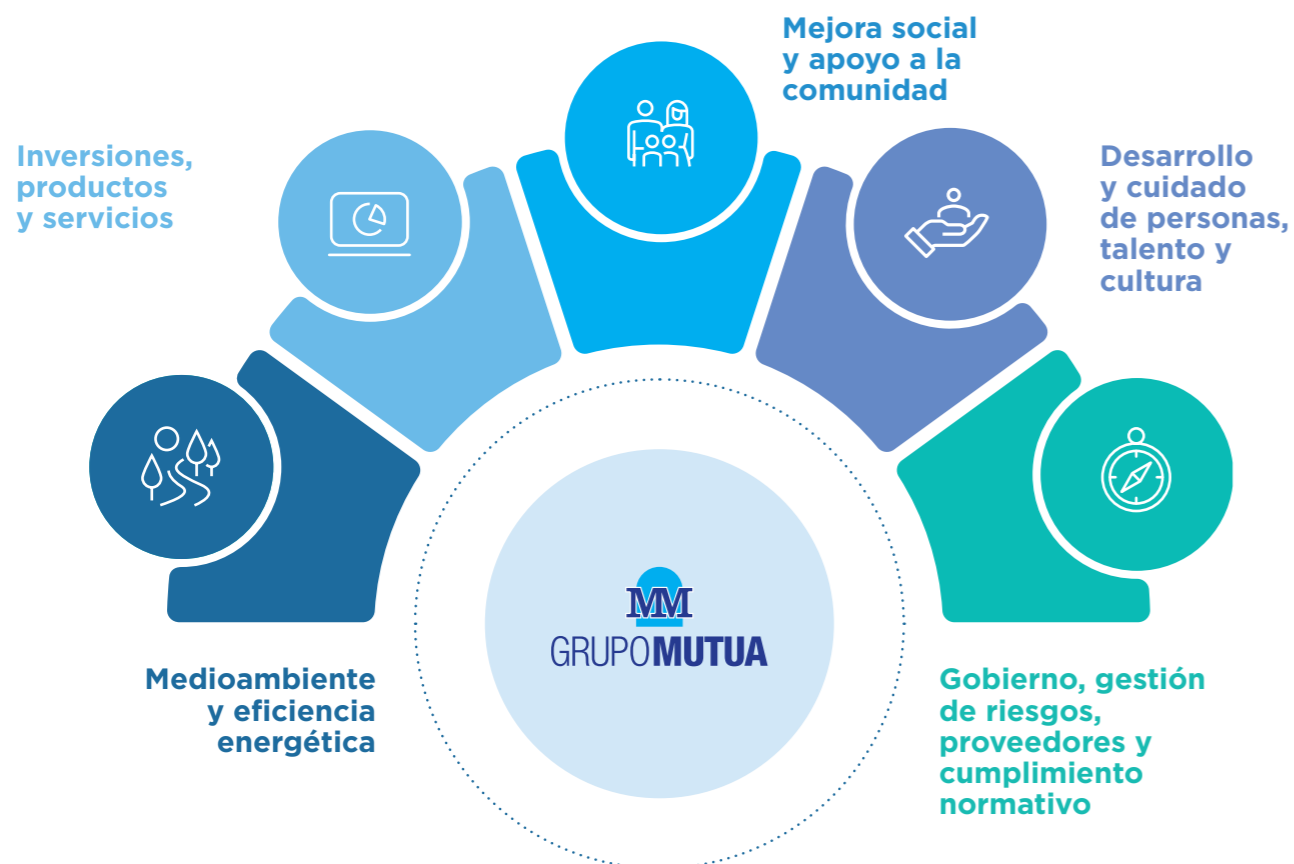 Mejora social
y apoyo a la
comunidad
Inversiones,
productos
y servicios
Desarrollo
y cuidado
de personas,
talento y
cultura
MM
GRUPOMUTUA
Medioambiente
y eficiencia
energética
Gobierno, gestión
de riesgos,
proveedores y
cumplimiento
normativo